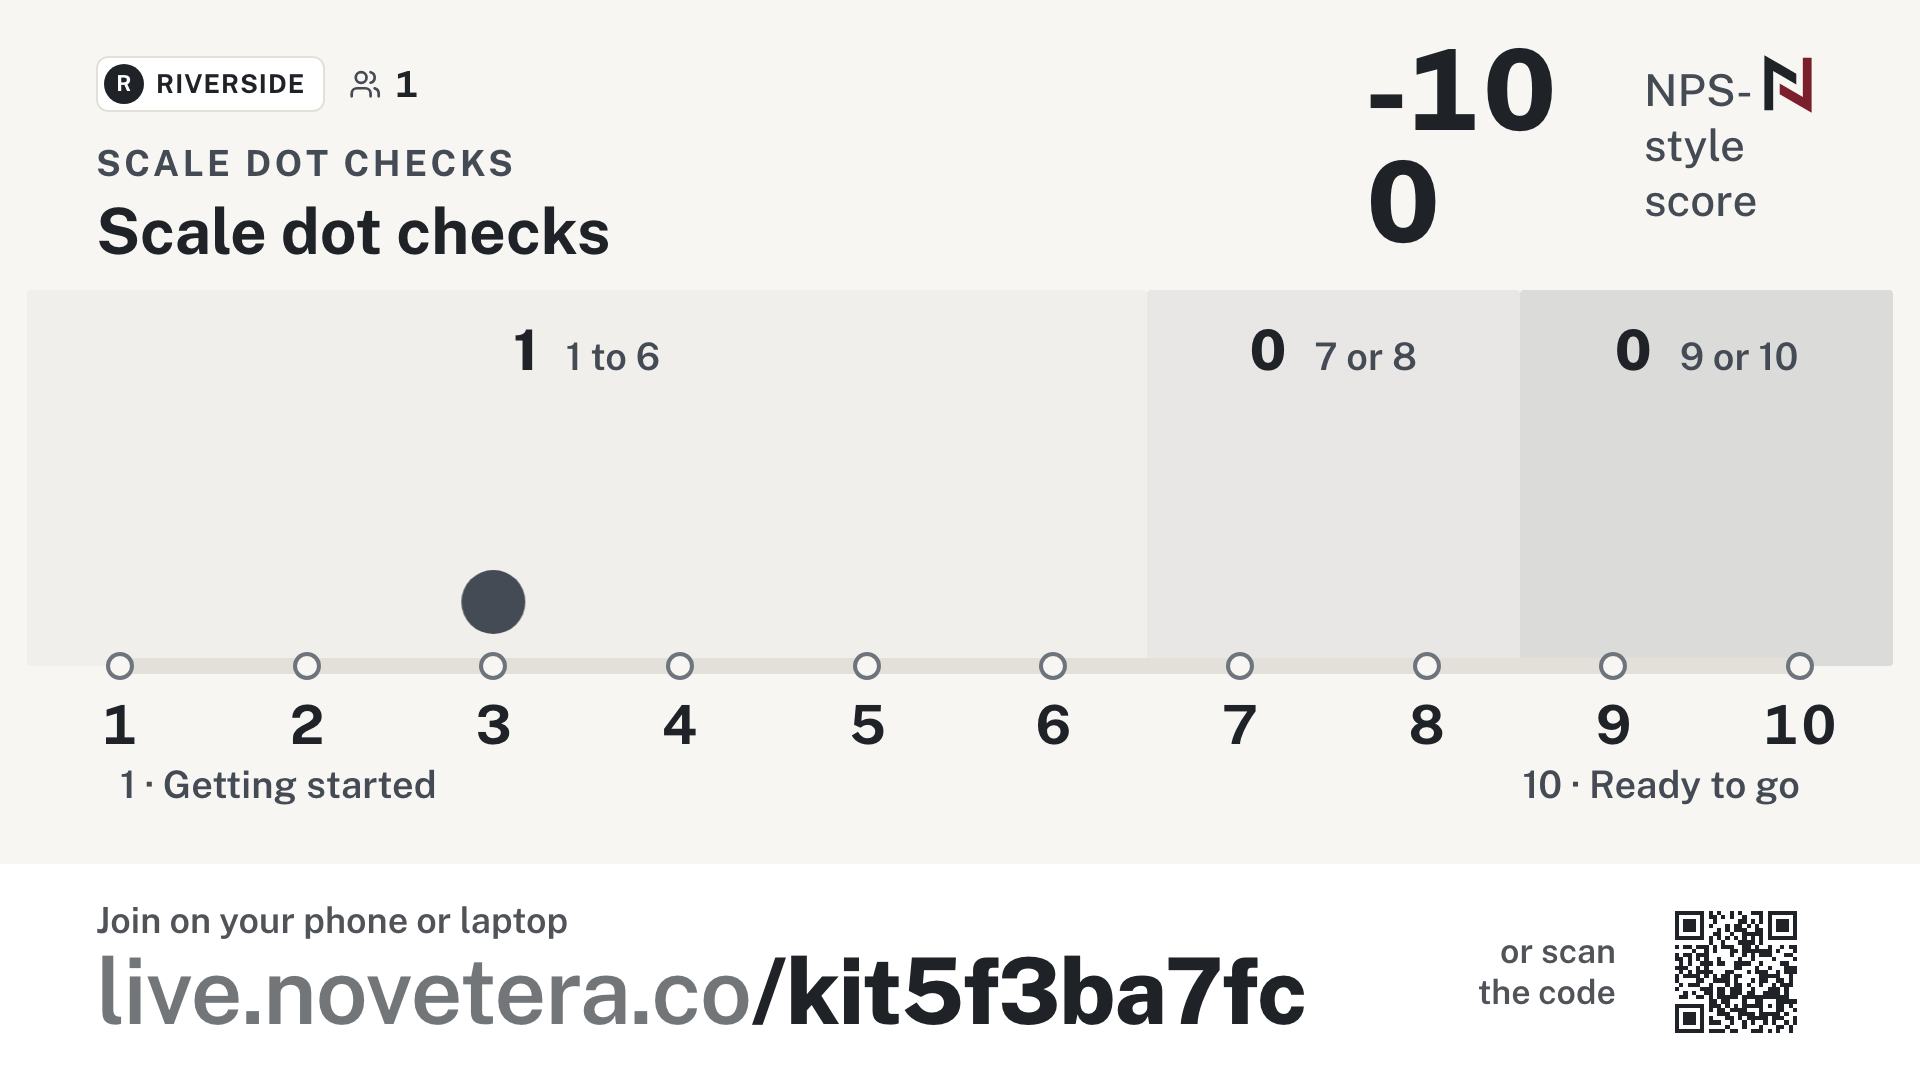 R RIVERSIDE 1
SCALE DOT CHECKS
Scale dot checks
-10
0
NPS-
style
score
1 1 to 6
0 7 or 8
0 9 or 10
1 2 3 4 5 6 7 8 9 10
1 · Getting started
10 · Ready to go
Join on your phone or laptop
live.novetera.co/kit5f3ba7fc
or scan
the code